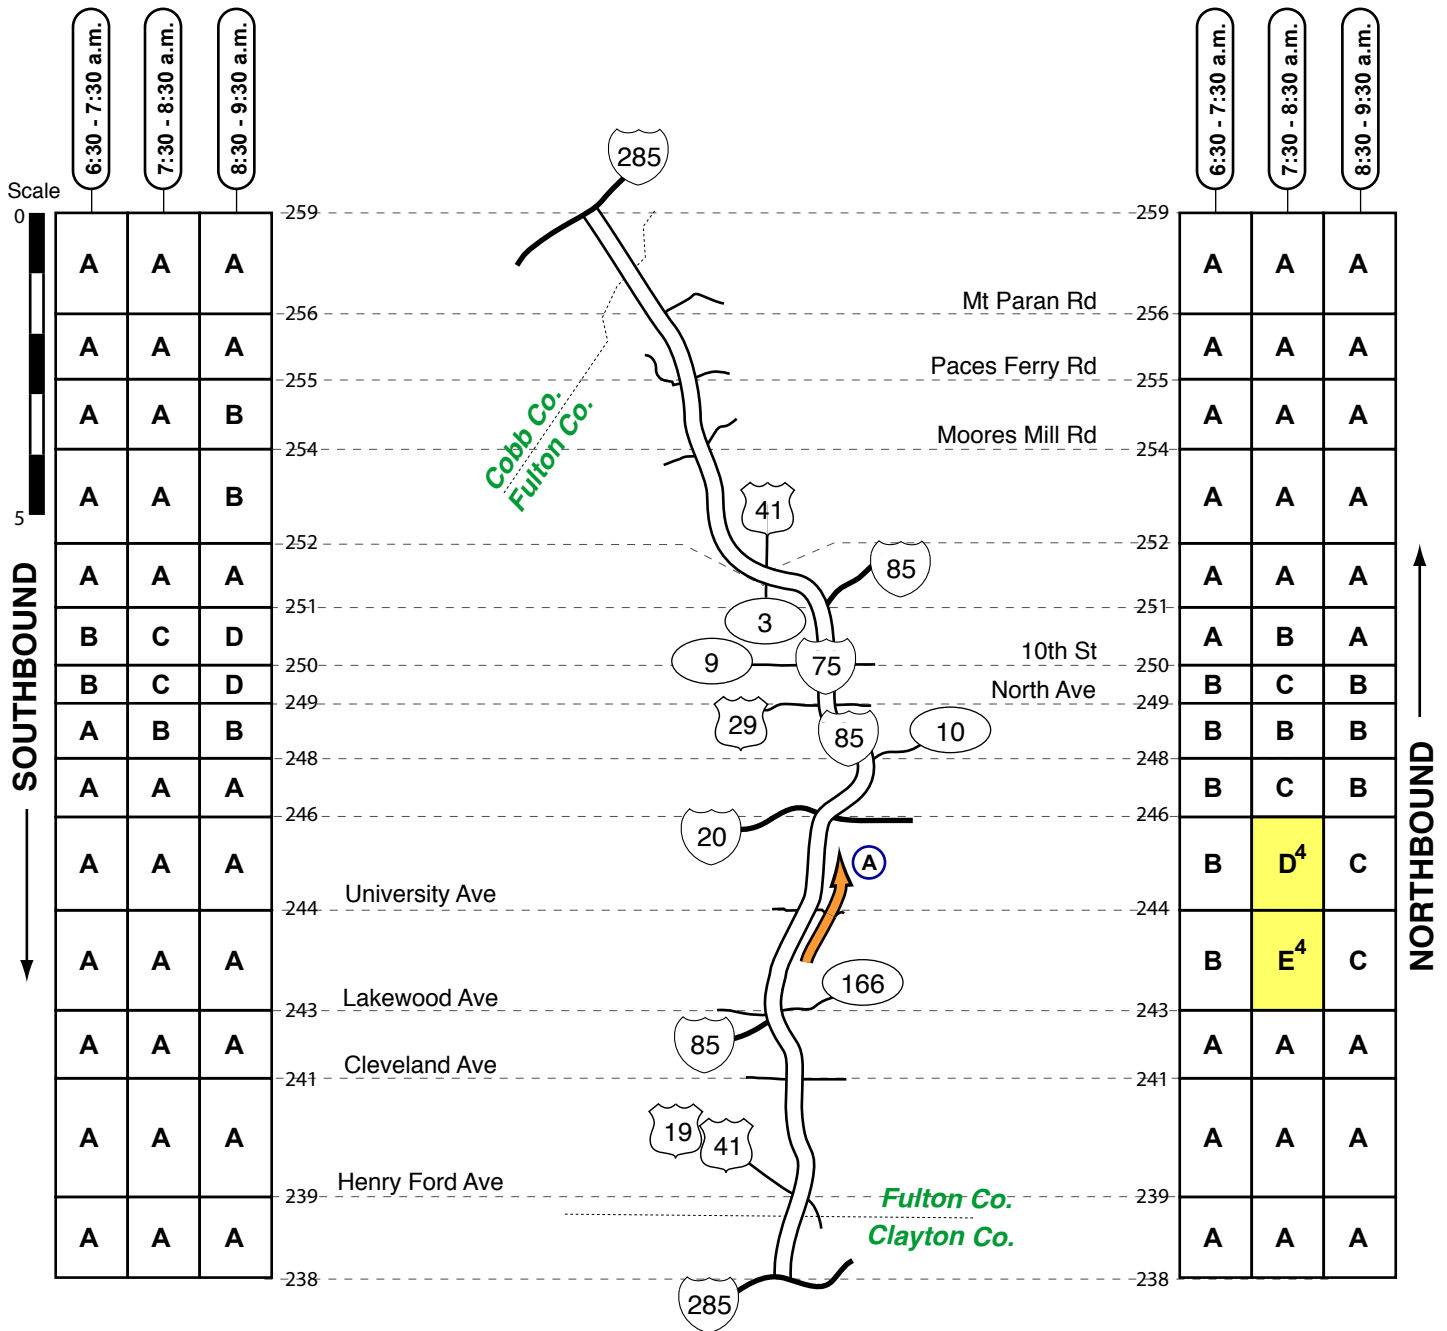 6:30 - 7:30 a.m. 7:30 - 8:30 a.m. 8:30 - 9:30 a.m. 6:30 - 7:30 a.m. 7:30 - 8:30 a.m. 8:30 - 9:30 a.m.
285
Scale
0 259 259
A A A A A A
Mt Paran Rd
256 256
A A A A A A
Paces Ferry Rd
255 255
A A B A A A
Cobb Co.
Fulton Co.
Moores Mill Rd
254 254
A A B A A A
41
5
252 252
85
A A A A A A
251 251
3
B C D A B A
10th St
250 9 75 250
B C D B C B
North Ave
249 249
29 85 10
A B B B B B
248 248
A A A B C B
246 246
20
A A A A B D4 C
University Ave
244 244
A A A B E4 C
166
Lakewood Ave
243 243
85
A A A A A A
Cleveland Ave
241 241
19 41
A A A A A A
Henry Ford Ave
239 239
Fulton Co.
Clayton Co.
A A A A A A
238 238
285
SOUTHBOUND
NORTHBOUND